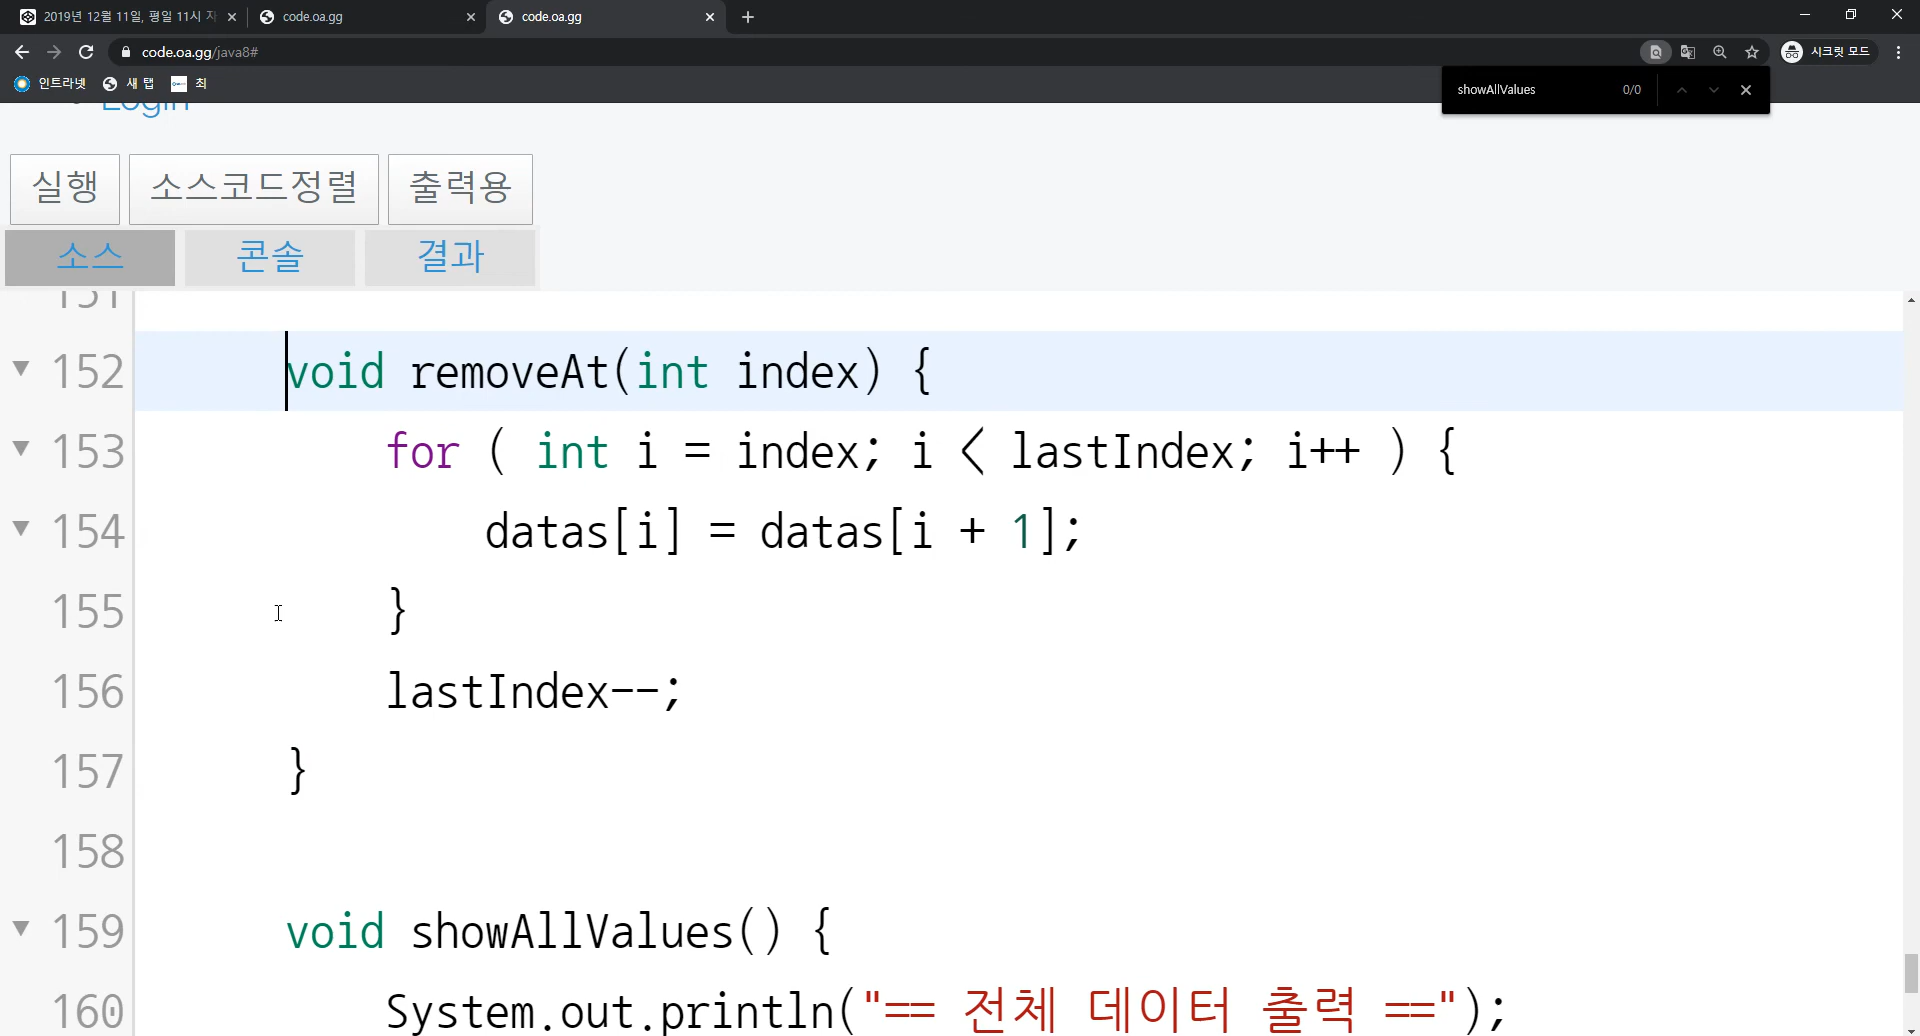 2019년 12월 11일, 평일 11시 자
code.oa.gg
code.oa.gg
code.oa.gg/java8#
시크릿 모드
인트라넷
새 탭
최
showAllValues
0/0
Login
실행
소스코드정렬
출력용
소스
콘솔
결과
151
152 void removeAt(int index) {
153 for ( int i = index; i < lastIndex; i++ ) {
154 datas[i] = datas[i + 1];
155 }
156 lastIndex--;
157 }
158
159 void showAllValues() {
160 System.out.println("== 전체 데이터 출력 ==");